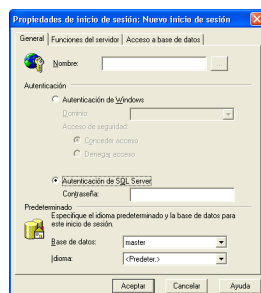 Propiedades de inicio de sesión: Nuevo inicio de sesión
General Funciones del servidor Acceso a base de datos
Nombre:
...
Autenticación
Autenticación de Windows
Dominio:
Acceso de seguridad:
Conceder acceso
Denegar acceso
Autenticación de SQL Server
Contraseña:
Predeterminado
Especifique el idioma predeterminado y la base de datos para
este inicio de sesión.
Base de datos: master
Idioma: <Predeter.>
Aceptar Cancelar Ayuda